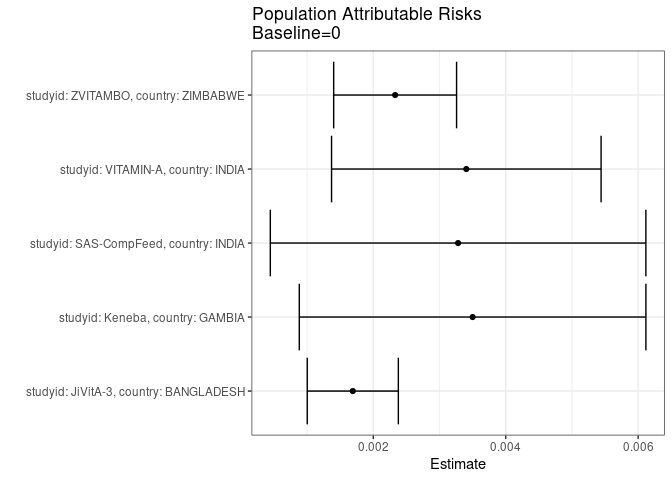 Population Attributable Risks
Baseline=0
studyid: ZVITAMBO, country: ZIMBABWE
studyid: VITAMIN-A, country: INDIA
studyid: SAS-CompFeed, country: INDIA
studyid: Keneba, country: GAMBIA
studyid: JiVitA-3, country: BANGLADESH
0.002 0.004 0.006
Estimate